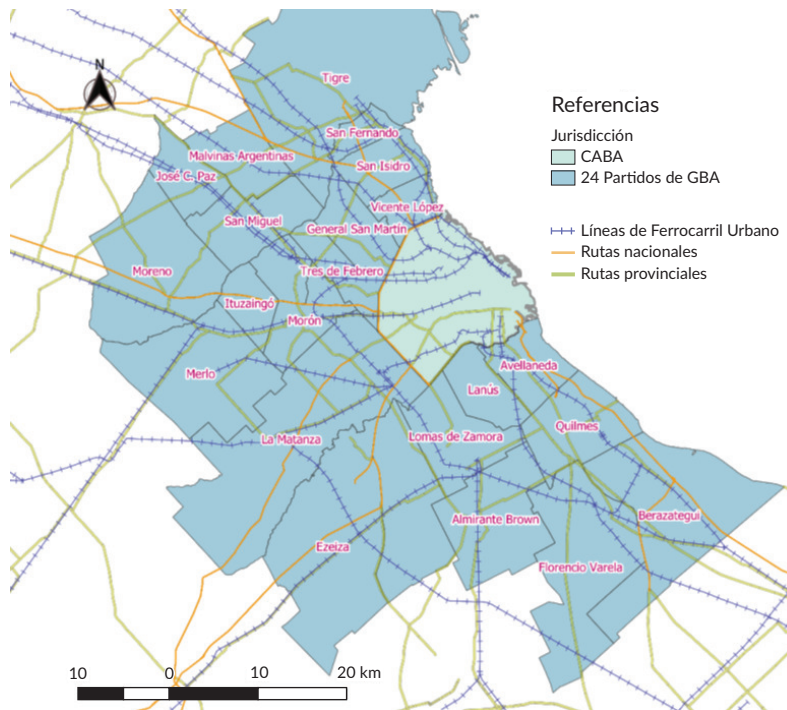 N
Tigre
San Fernando
Malvinas Argentinas
San Isidro
José C. Paz
Vicente López
San Miguel
General San Martín
Moreno
Tres de Febrero
Ituzaingó
Morón
Avellaneda
Merlo
Lanús
Quilmes
La Matanza
Lomas de Zamora
Almirante Brown
Berazategui
Ezeiza
Florencio Varela
Referencias
Jurisdicción
CABA
24 Partidos de GBA
Líneas de Ferrocarril Urbano
Rutas nacionales
Rutas provinciales
10 0 10 20 km